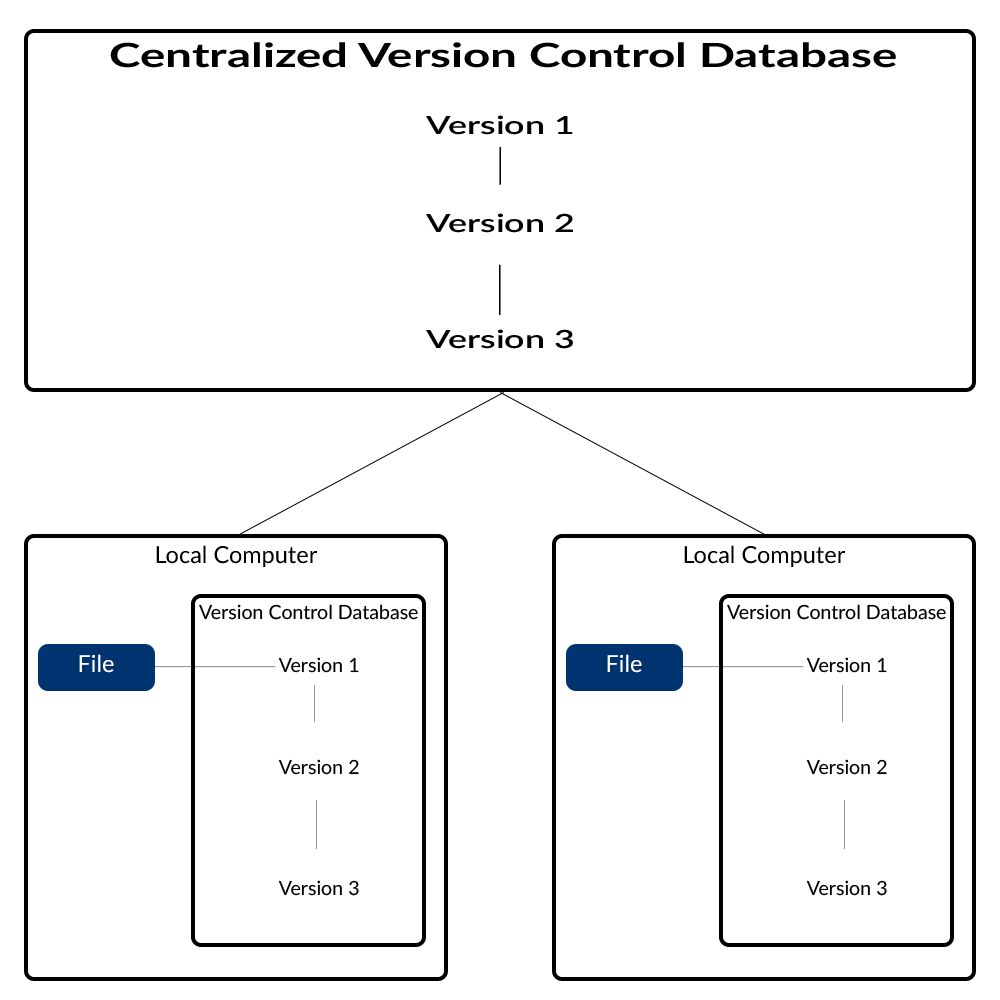 Centralized Version Control Database
Version 1
Version 2
Version 3
Local Computer
Version Control Database
File
Version 1
Version 2
Version 3
Local Computer
Version Control Database
File
Version 1
Version 2
Version 3